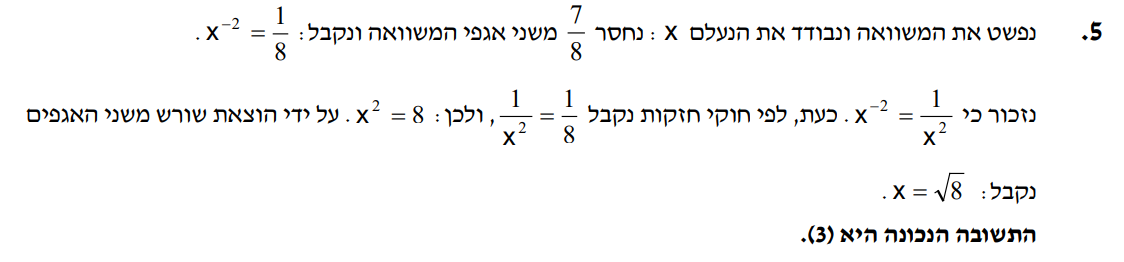 5. נפשט את המשוואה ונבודד את הנעלם x : נחסר 7/8 משני אגפי המשוואה ונקבל: x⁻² = 1/8 .
נזכור כי x⁻² = 1/x² . כעת, לפי חוקי חזקות נקבל 1/x² = 1/8 , ולכן: x² = 8 . על ידי הוצאת שורש משני האגפים
נקבל: x = √8 .
התשובה הנכונה היא (3).